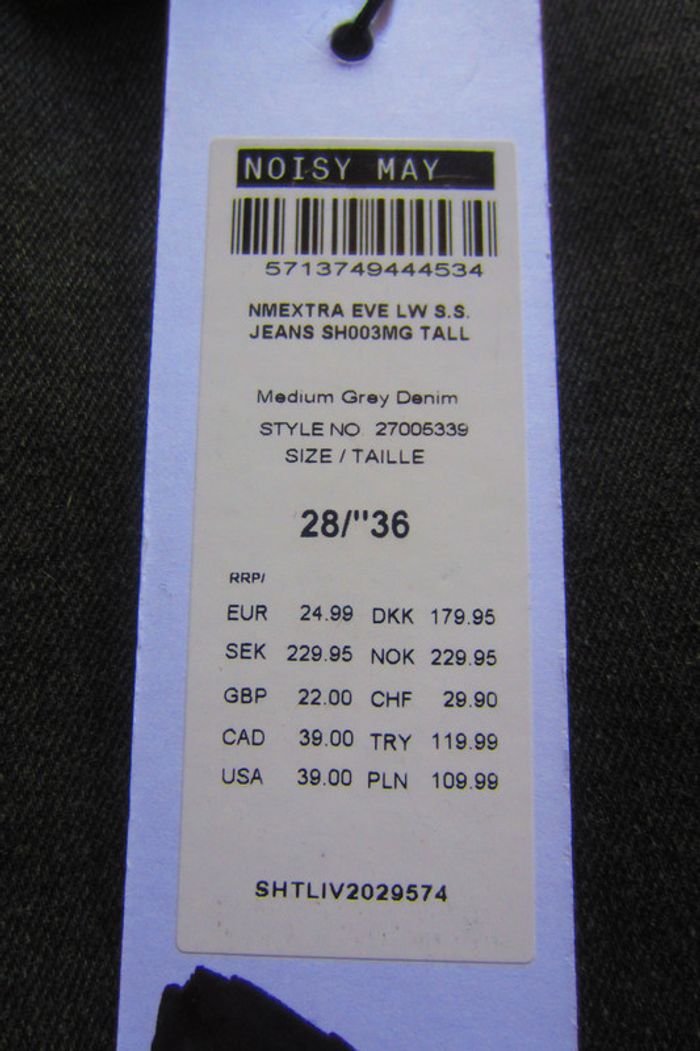 NOISY MAY
5713749444534
NMEXTRA EVE LW S.S.
JEANS SH003MG TALL
Medium Grey Denim
STYLE NO. 27005339
SIZE / TAILLE
28/"36
RRP/
EUR 24.99 DKK 179.95
SEK 229.95 NOK 229.95
GBP 22.00 CHF 29.90
CAD 39.00 TRY 119.99
USA 39.00 PLN 109.99
SHTLIV2029574